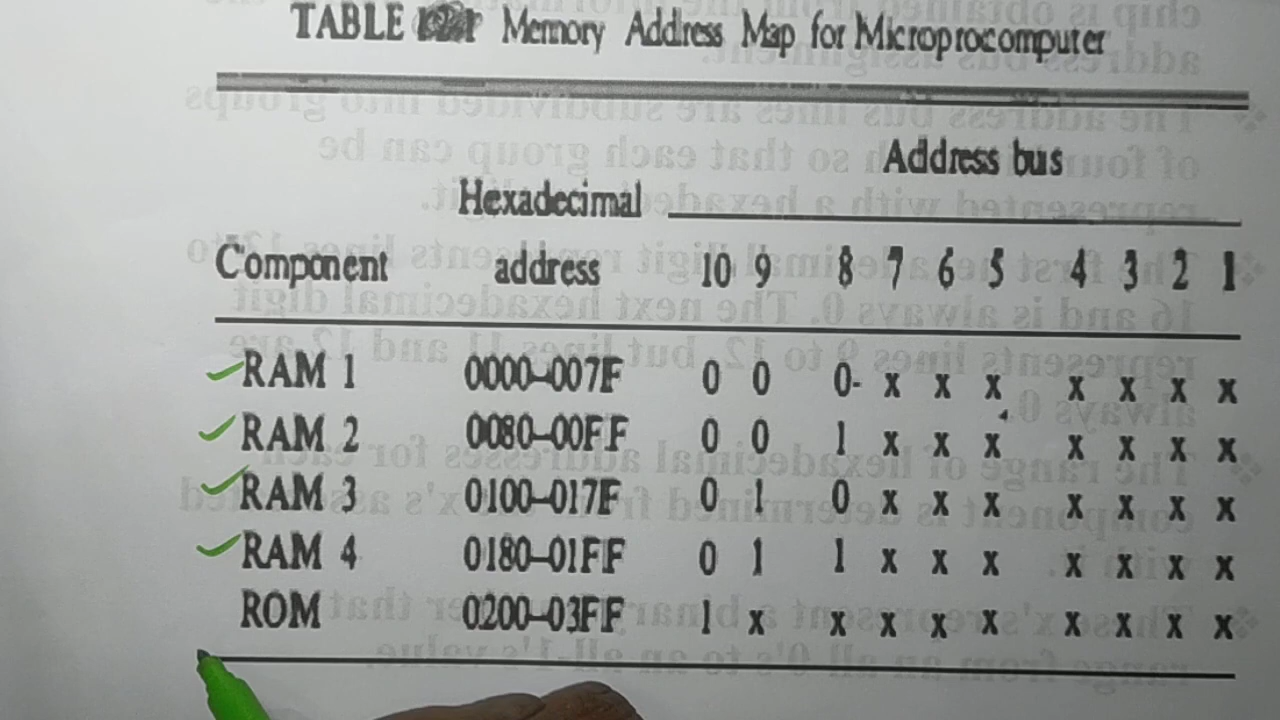 TABLE Memory Address Map for Microprocomputer
Address bus
Hexadecimal
Component address 10 9 8 7 6 5 4 3 2 1
RAM 1 0000-007F 0 0 0- x x x x x x x
RAM 2 0080-00FF 0 0 1 x x x x x x x
RAM 3 0100-017F 0 1 0 x x x x x x x
RAM 4 0180-01FF 0 1 1 x x x x x x x
ROM 0200-03FF 1 x x x x x x x x x